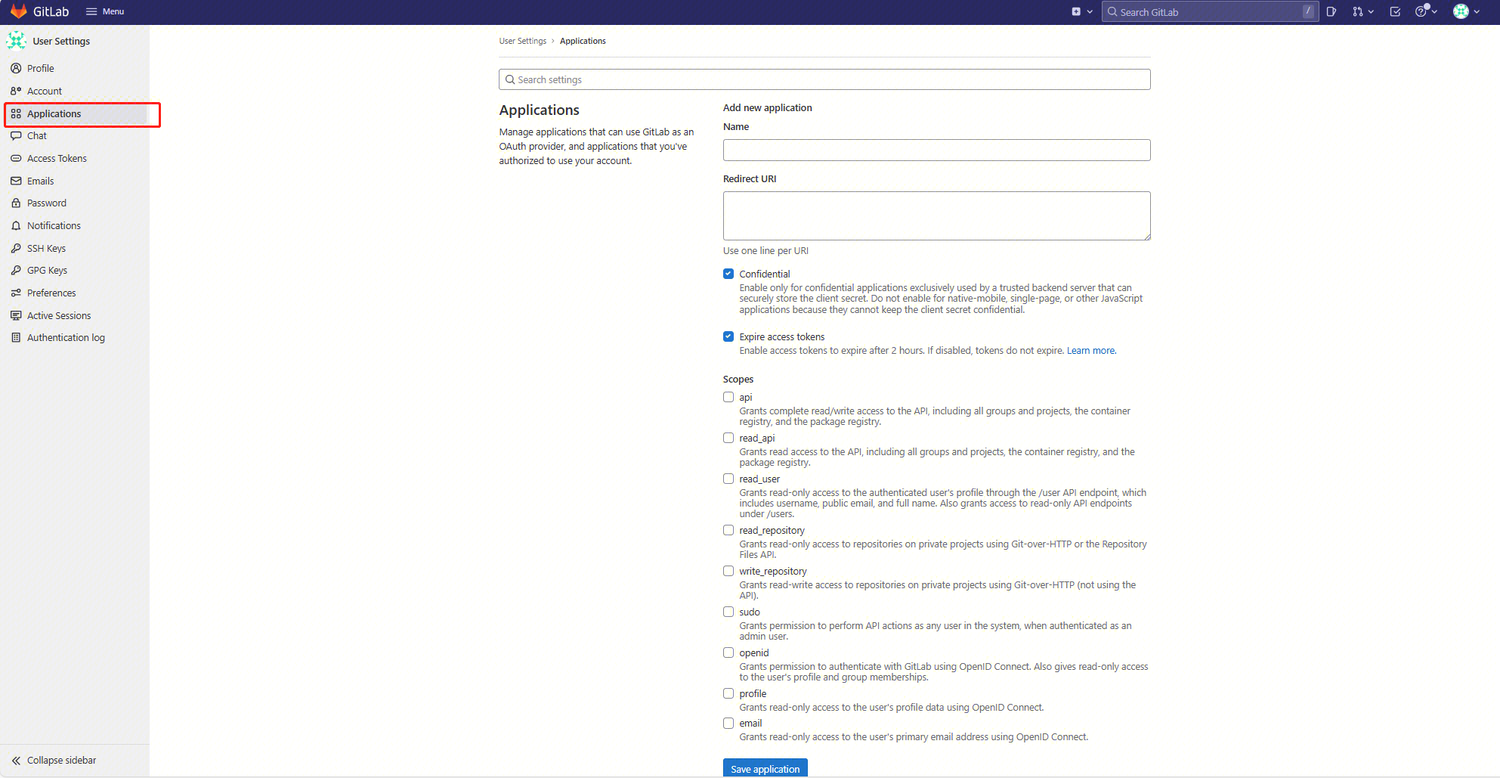 GitLab
Menu
Search GitLab
/
User Settings
Profile
Account
Applications
Chat
Access Tokens
Emails
Password
Notifications
SSH Keys
GPG Keys
Preferences
Active Sessions
Authentication log
Collapse sidebar
User Settings › Applications
Search settings
Applications
Manage applications that can use GitLab as an
OAuth provider, and applications that you've
authorized to use your account.
Add new application
Name
Redirect URI
Use one line per URI
Confidential
Enable only for confidential applications exclusively used by a trusted backend server that can
securely store the client secret. Do not enable for native-mobile, single-page, or other JavaScript
applications because they cannot keep the client secret confidential.
Expire access tokens
Enable access tokens to expire after 2 hours. If disabled, tokens do not expire. Learn more.
Scopes
api
Grants complete read/write access to the API, including all groups and projects, the container
registry, and the package registry.
read_api
Grants read access to the API, including all groups and projects, the container registry, and the
package registry.
read_user
Grants read-only access to the authenticated user's profile through the /user API endpoint, which
includes username, public email, and full name. Also grants access to read-only API endpoints
under /users.
read_repository
Grants read-only access to repositories on private projects using Git-over-HTTP or the Repository
Files API.
write_repository
Grants read-write access to repositories on private projects using Git-over-HTTP (not using the
API).
sudo
Grants permission to perform API actions as any user in the system, when authenticated as an
admin user.
openid
Grants permission to authenticate with GitLab using OpenID Connect. Also gives read-only access
to the user's profile and group memberships.
profile
Grants read-only access to the user's profile data using OpenID Connect.
email
Grants read-only access to the user's primary email address using OpenID Connect.
Save application